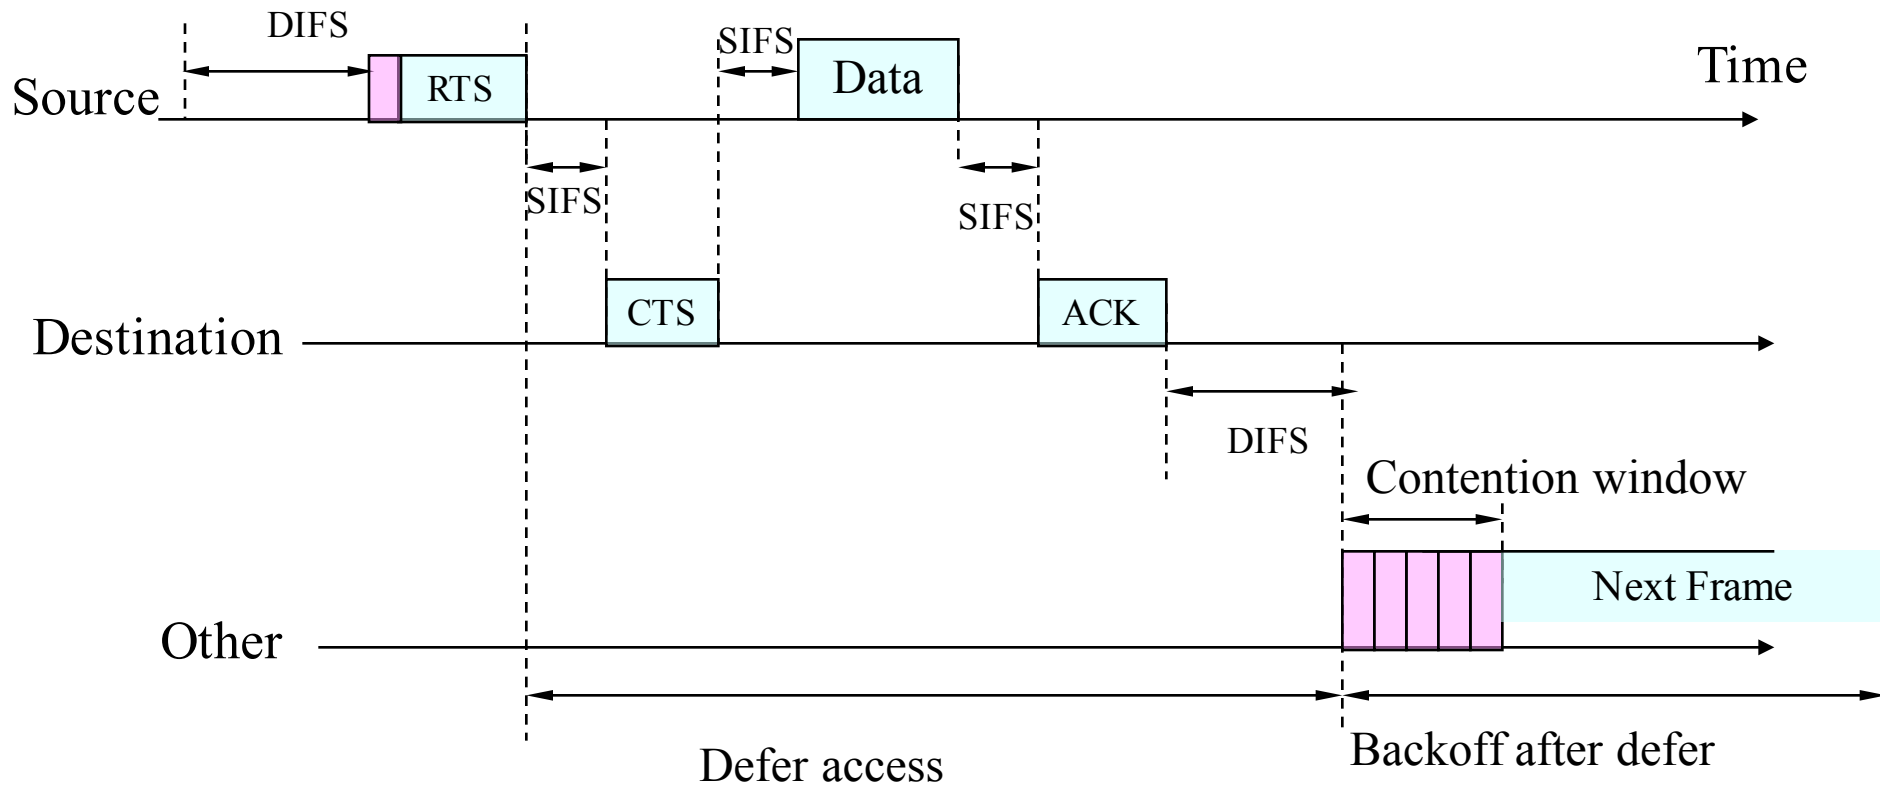 DIFS
SIFS
Time
Source
RTS
Data
SIFS
SIFS
Destination
CTS
ACK
DIFS
Contention window
Next Frame
Other
Defer access
Backoff after defer